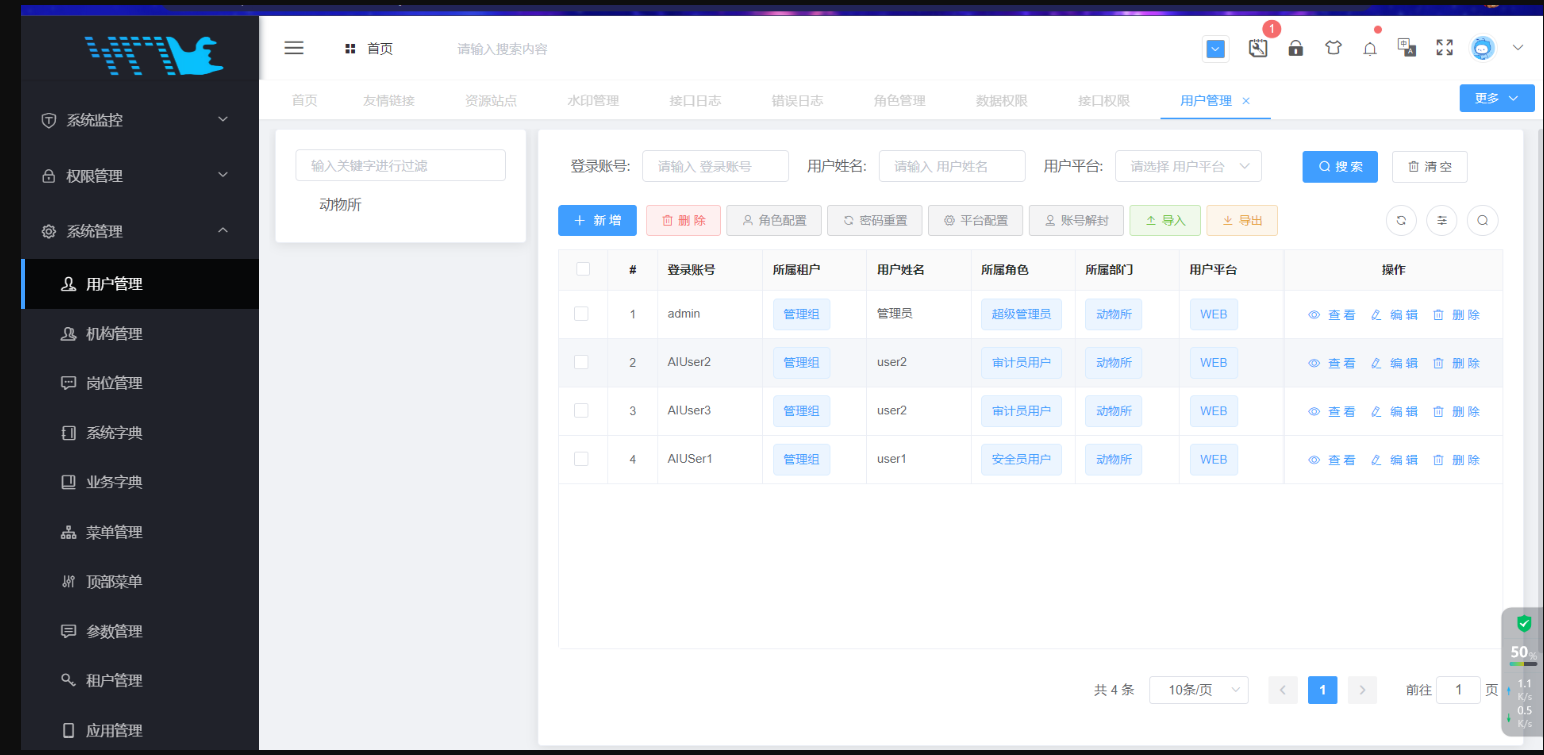 首页
请输入搜索内容
1
首页
友情链接
资源站点
水印管理
接口日志
错误日志
角色管理
数据权限
接口权限
用户管理
更多
系统监控
权限管理
系统管理
用户管理
机构管理
岗位管理
系统字典
业务字典
菜单管理
顶部菜单
参数管理
租户管理
应用管理
输入关键字进行过滤
动物所
登录账号: 请输入 登录账号 用户姓名: 请输入 用户姓名 用户平台: 请选择 用户平台 搜索 清空
新增 删除 角色配置 密码重置 平台配置 账号解封 导入 导出
# 登录账号 所属租户 用户姓名 所属角色 所属部门 用户平台 操作
1 admin 管理组 管理员 超级管理员 动物所 WEB 查看 编辑 删除
2 AIUser2 管理组 user2 审计员用户 动物所 WEB 查看 编辑 删除
3 AIUser3 管理组 user2 审计员用户 动物所 WEB 查看 编辑 删除
4 AIUSer1 管理组 user1 安全员用户 动物所 WEB 查看 编辑 删除
共 4 条 10条/页 1 前往 1 页
50%
1.1
K/s
0.5
K/s